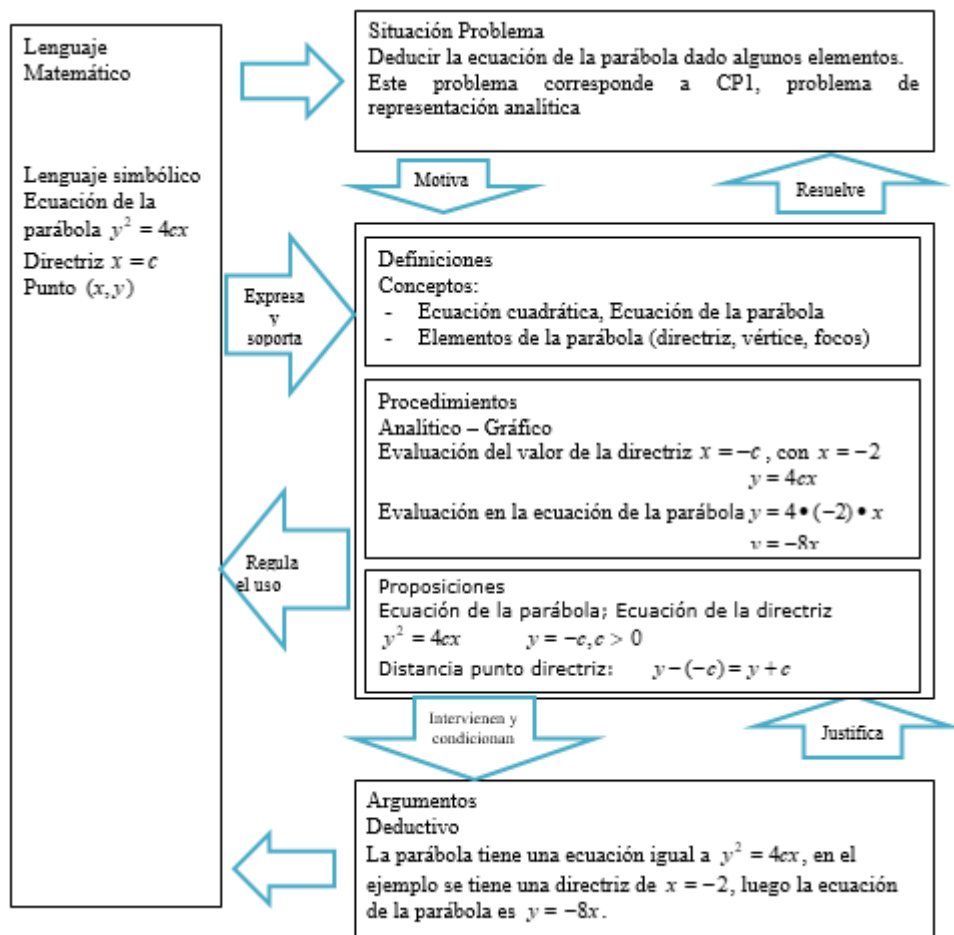 Lenguaje
Matemático
Lenguaje simbólico
Ecuación de la
parábola y² = 4cx
Directriz x = c
Punto (x, y)
Situación Problema
Deducir la ecuación de la parábola dado algunos elementos.
Este problema corresponde a CP1, problema de
representación analítica
Motiva
Resuelve
Expresa
y
soporta
Definiciones
Conceptos:
- Ecuación cuadrática, Ecuación de la parábola
- Elementos de la parábola (directriz, vértice, focos)
Procedimientos
Analítico – Gráfico
Evaluación del valor de la directriz x = −c , con x = −2
y = 4cx
Evaluación en la ecuación de la parábola y = 4•(−2)•x
y = −8x
Regula
el uso
Proposiciones
Ecuación de la parábola; Ecuación de la directriz
y² = 4cx y = −c, c > 0
Distancia punto directriz: y − (−c) = y + c
Intervienen y
condicionan
Justifica
Argumentos
Deductivo
La parábola tiene una ecuación igual a y² = 4cx, en el
ejemplo se tiene una directriz de x = −2, luego la ecuación
de la parábola es y = −8x.